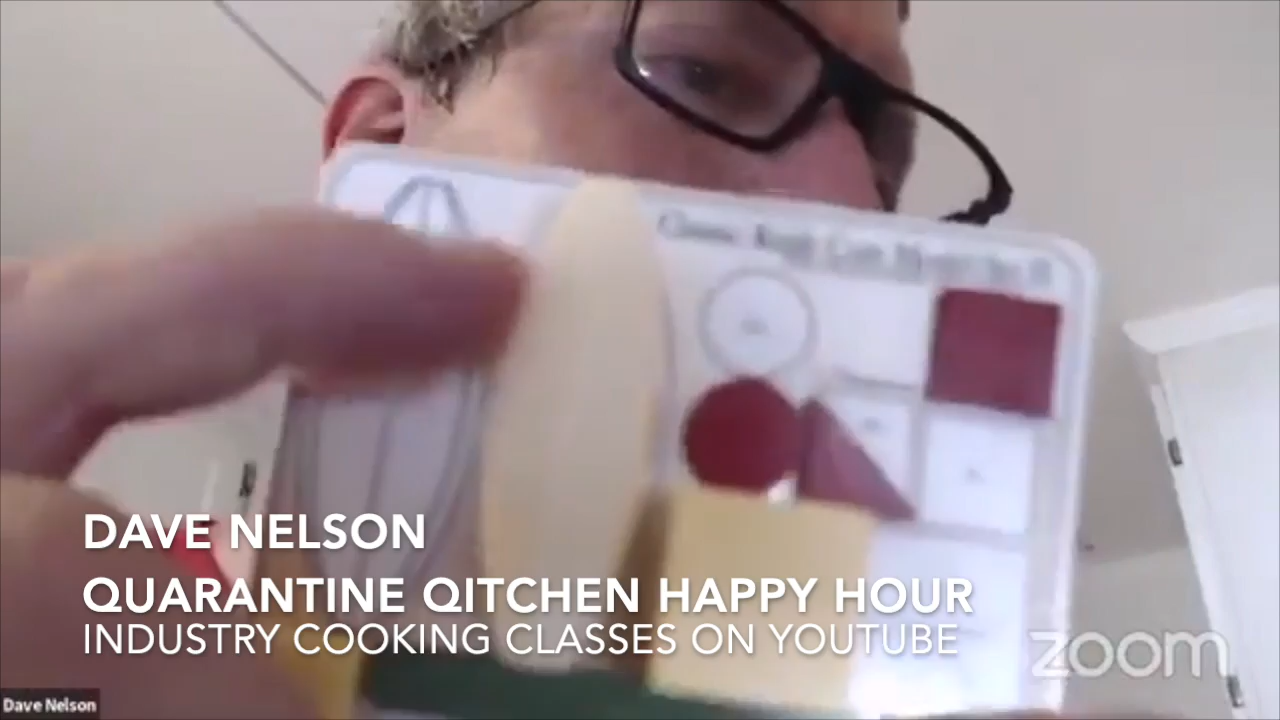 DAVE NELSON
QUARANTINE QITCHEN HAPPY HOUR
INDUSTRY COOKING CLASSES ON YOUTUBE
zoom
Dave Nelson